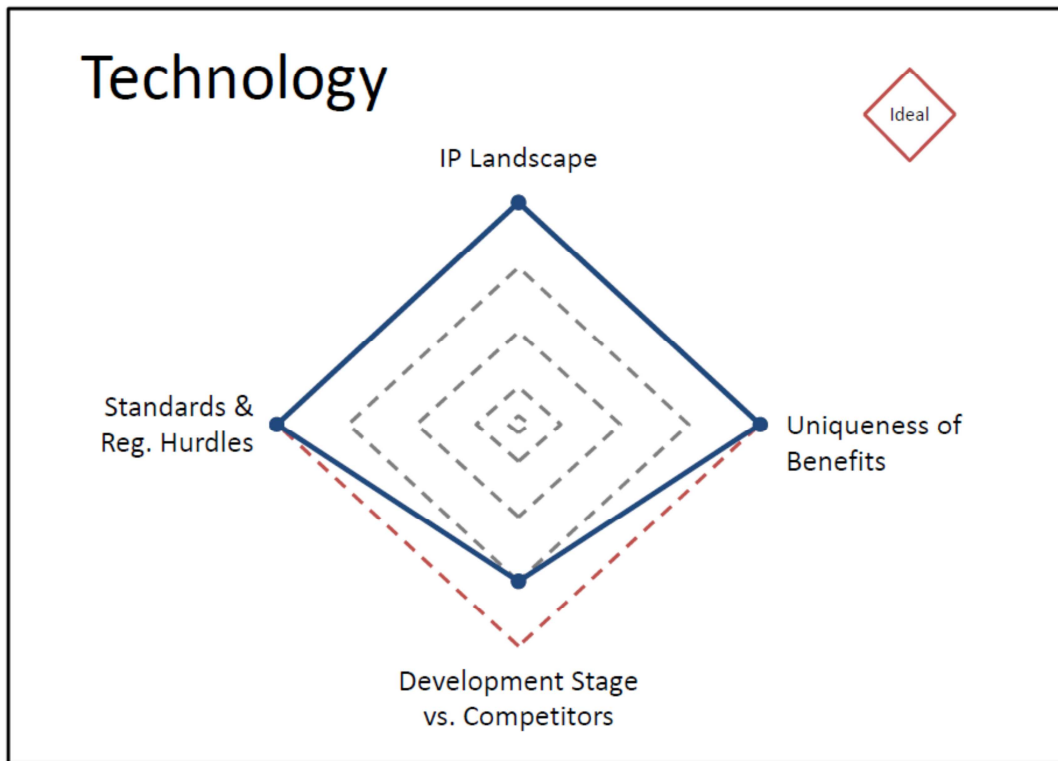 Technology
Ideal
IP Landscape
Standards &
Reg. Hurdles
Uniqueness of
Benefits
Development Stage
vs. Competitors